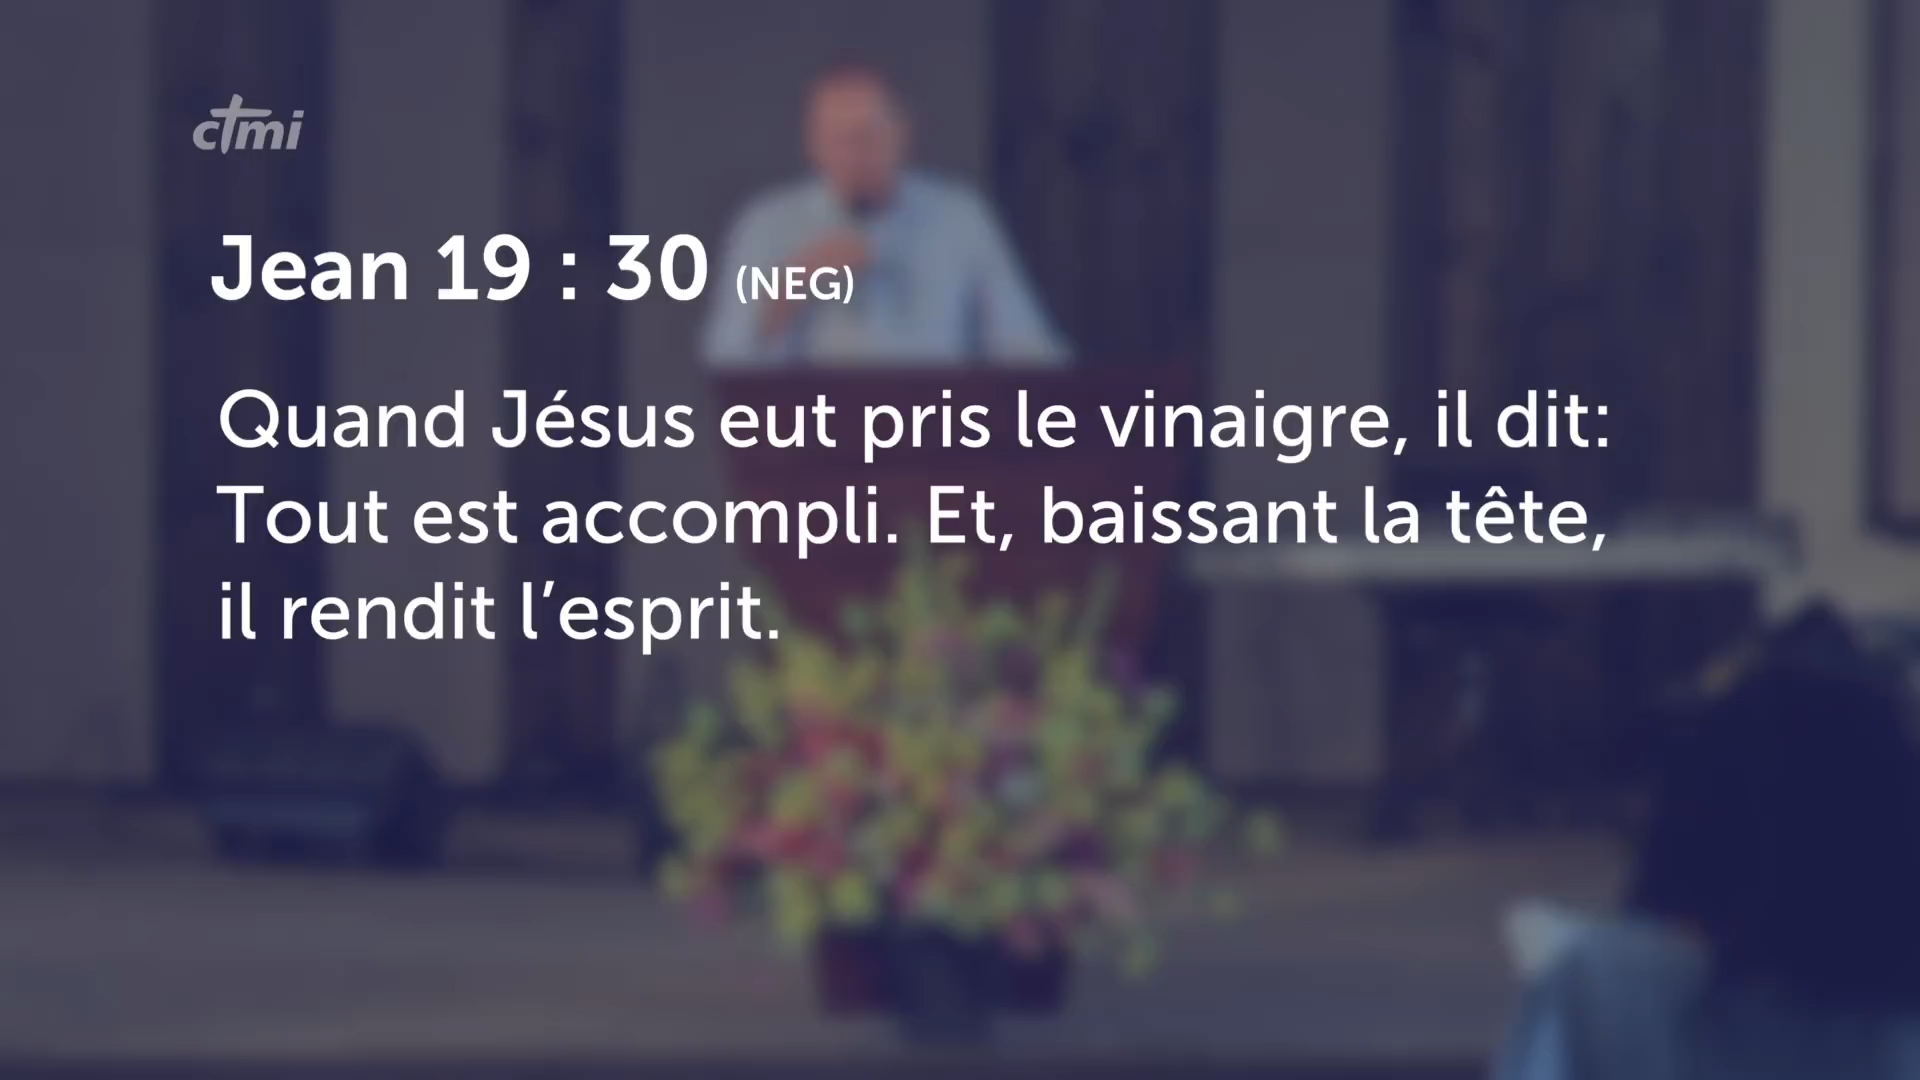 ctmi
Jean 19 : 30 (NEG)
Quand Jésus eut pris le vinaigre, il dit:
Tout est accompli. Et, baissant la tête,
il rendit l’esprit.